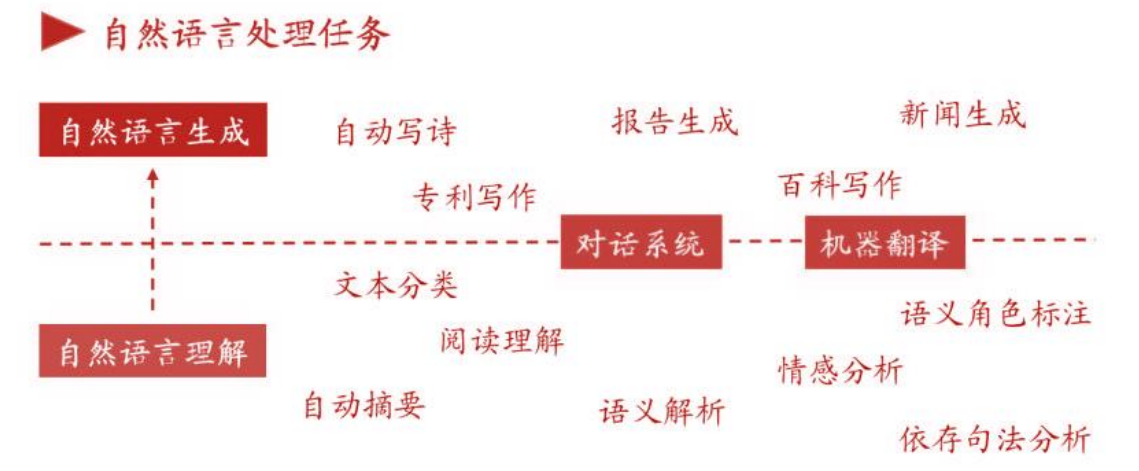 自然语言处理任务
自然语言生成
自动写诗
报告生成
新闻生成
专利写作
百科写作
对话系统
机器翻译
文本分类
语义角色标注
自然语言理解
阅读理解
情感分析
自动摘要
语义解析
依存句法分析